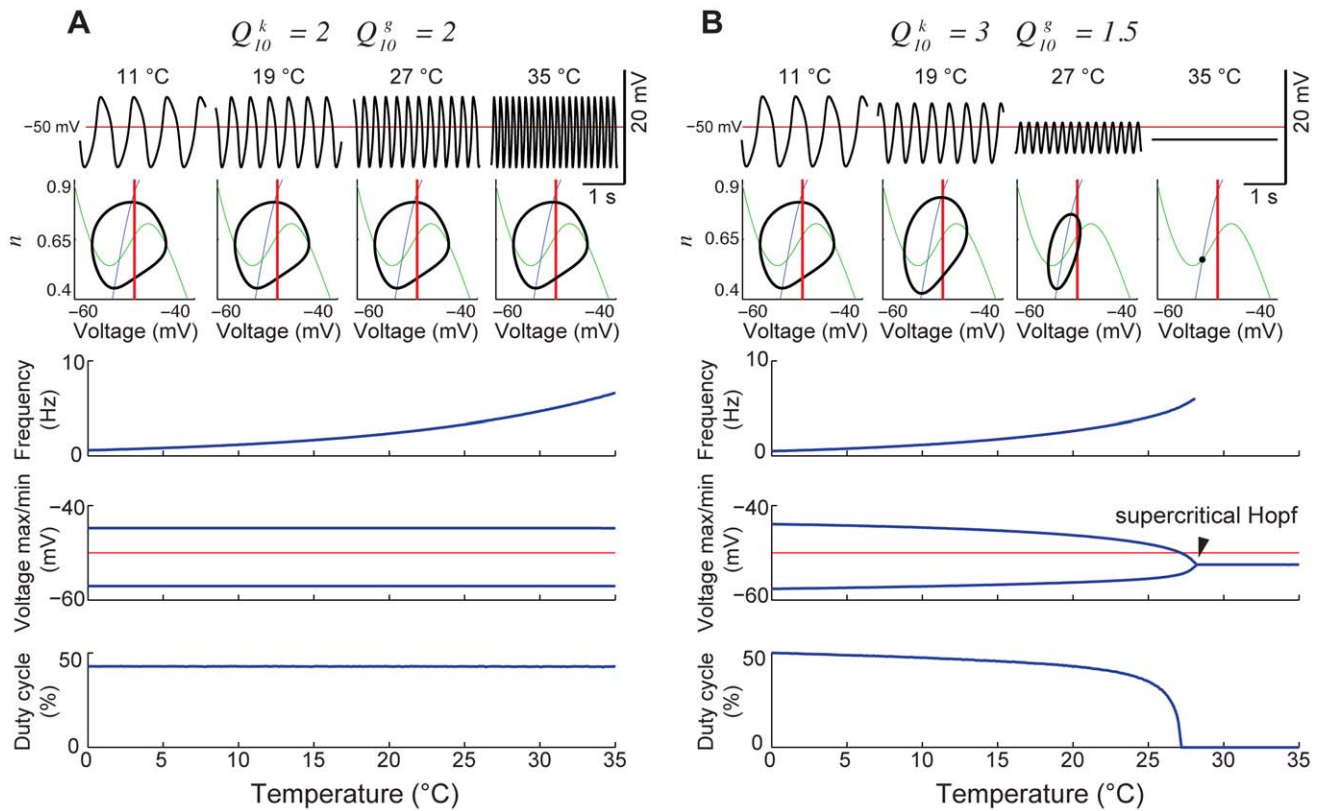 A
Q₁₀ᵏ = 2 Q₁₀ᵍ = 2
11 °C 19 °C 27 °C 35 °C
−50 mV
20 mV
1 s
0.9
n
0.65
0.4
−60 −40 −60 −40 −60 −40 −60 −40
Voltage (mV) Voltage (mV) Voltage (mV) Voltage (mV)
10
Frequency
(Hz)
0
−40
Voltage max/min
(mV)
−60
50
Duty cycle
(%)
0
0 5 10 15 20 25 30 35
Temperature (°C)
B
Q₁₀ᵏ = 3 Q₁₀ᵍ = 1.5
11 °C 19 °C 27 °C 35 °C
−50 mV
20 mV
1 s
0.9
n
0.65
0.4
−60 −40 −60 −40 −60 −40 −60 −40
Voltage (mV) Voltage (mV) Voltage (mV) Voltage (mV)
10
Frequency
(Hz)
0
−40
Voltage max/min
(mV)
supercritical Hopf
−60
50
Duty cycle
(%)
0
0 5 10 15 20 25 30 35
Temperature (°C)